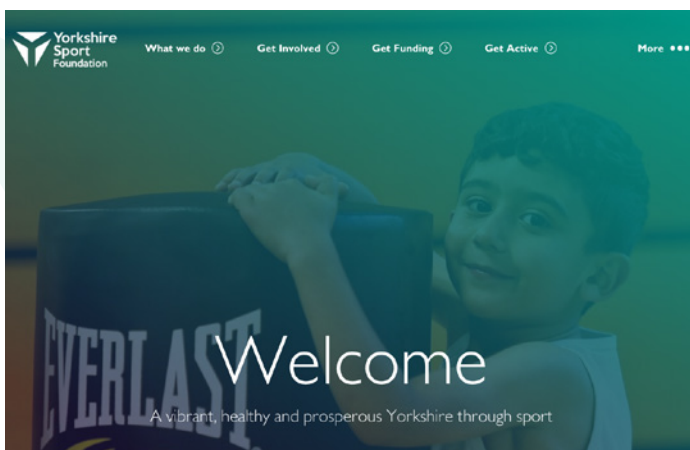 Yorkshire
Sport
Foundation
What we do
Get Involved
Get Funding
Get Active
More
EVERLAST
Welcome
A vibrant, healthy and prosperous Yorkshire through sport